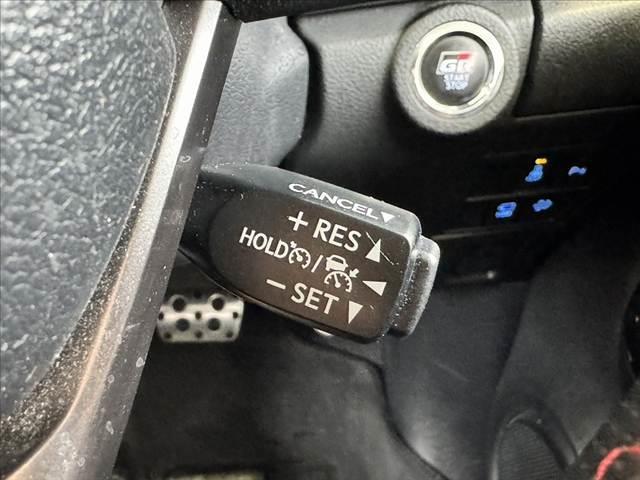 GR
START
STOP
CANCEL▼
+ RES ▲
HOLD / ◀
− SET ▼